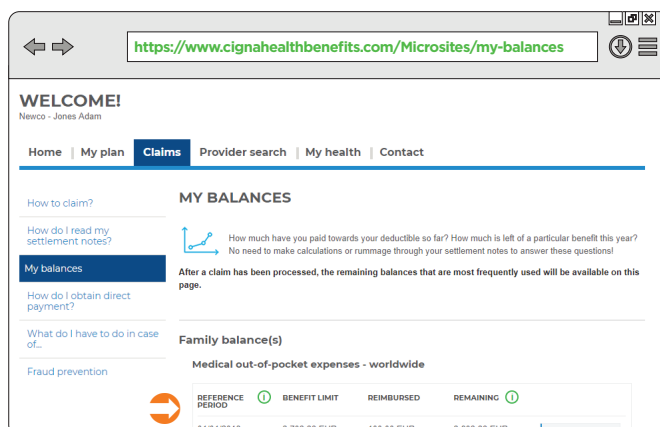 https://www.cignahealthbenefits.com/Microsites/my-balances
WELCOME!
Newco - Jones Adam
Home | My plan Claims Provider search | My health | Contact
How to claim?
How do I read my
settlement notes?
My balances
How do I obtain direct
payment?
What do I have to do in case
of...
Fraud prevention
MY BALANCES
How much have you paid towards your deductible so far? How much is left of a particular benefit this year?
No need to make calculations or rummage through your settlement notes to answer these questions!
After a claim has been processed, the remaining balances that are most frequently used will be available on this
page.
Family balance(s)
Medical out-of-pocket expenses - worldwide
REFERENCE
PERIOD
BENEFIT LIMIT
REIMBURSED
REMAINING